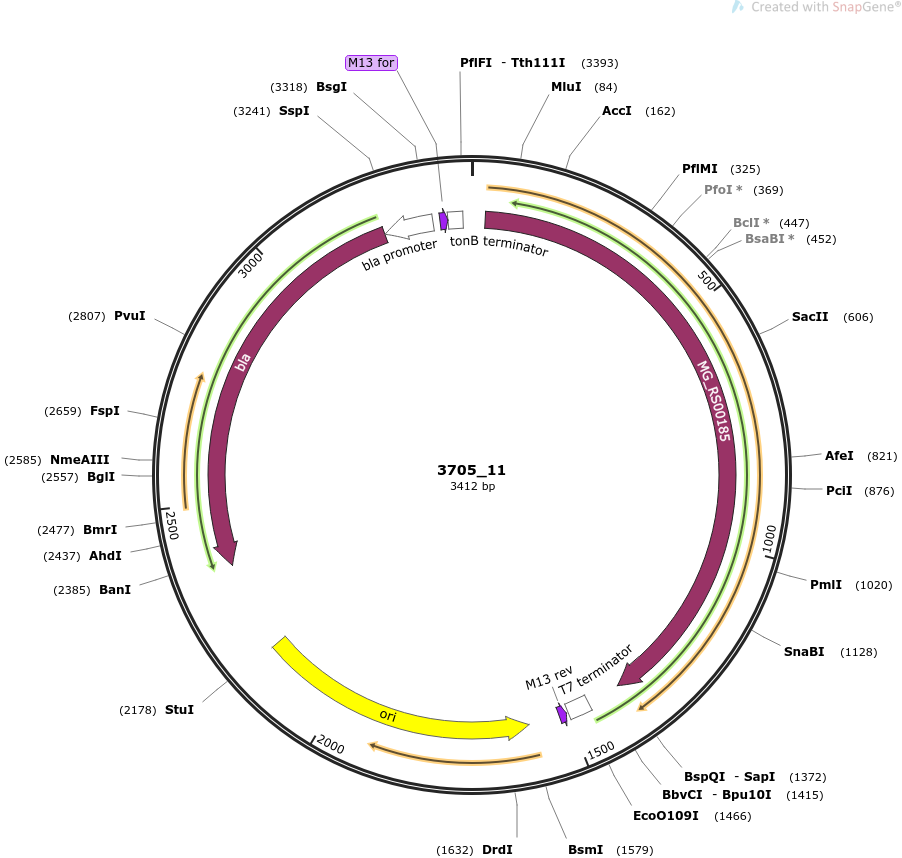 Created with SnapGene®
M13 for
PflFI - Tth111I (3393)
(3318) BsgI
MluI (84)
(3241) SspI
AccI (162)
PflMI (325)
PfoI * (369)
BclI * (447)
BsaBI * (452)
bla promoter
tonB terminator
3000
500
(2807) PvuI
SacII (606)
bla
MG_RS00185
(2659) FspI
(2585) NmeAIII
(2557) BglI
AfeI (821)
3705_11
3412 bp
PciI (876)
2500
(2477) BmrI
1000
(2437) AhdI
(2385) BanI
PmlI (1020)
SnaBI (1128)
M13 rev
T7 terminator
(2178) StuI
ori
2000
1500
BspQI - SapI (1372)
BbvCI - Bpu10I (1415)
EcoO109I (1466)
(1632) DrdI
BsmI (1579)